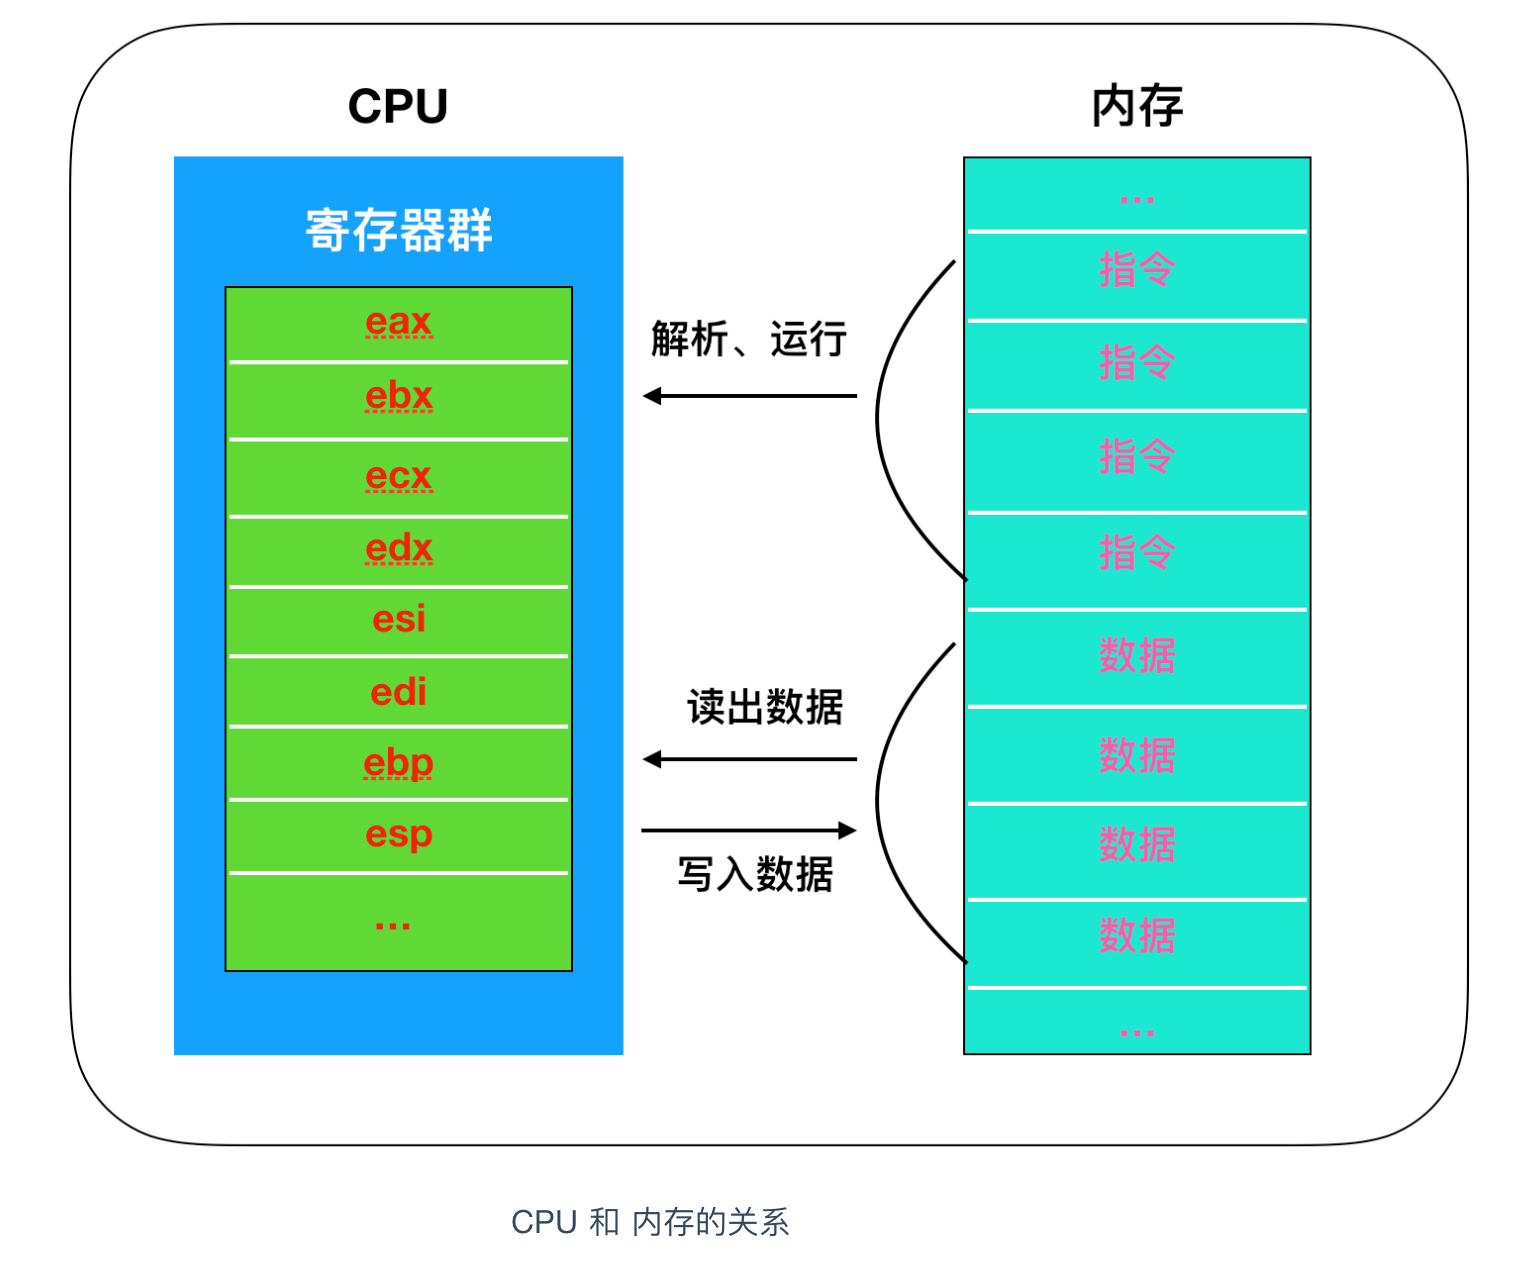 CPU
寄存器群
eax
ebx
ecx
edx
esi
edi
ebp
esp
...
解析、运行
读出数据
写入数据
内存
...
指令
指令
指令
指令
数据
数据
数据
数据
...
CPU 和 内存的关系